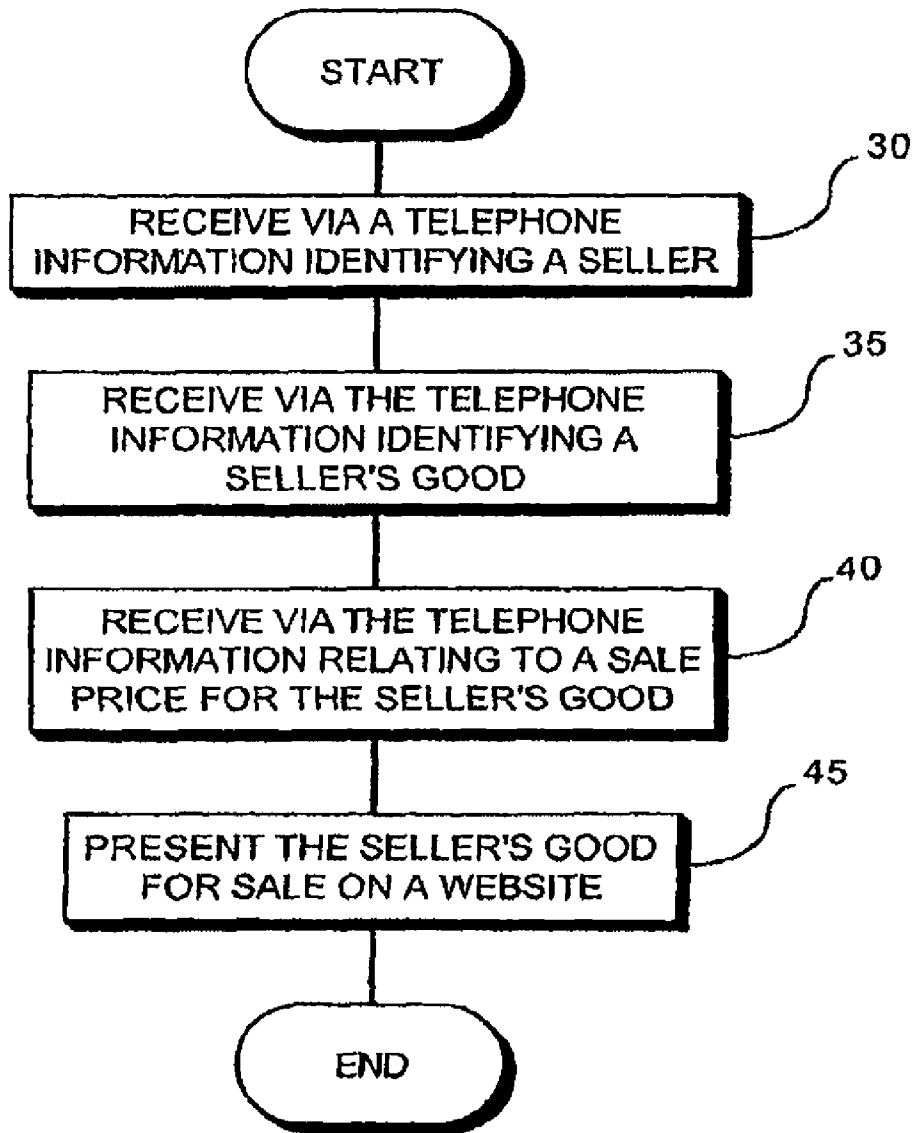 START
30
RECEIVE VIA A TELEPHONE
INFORMATION IDENTIFYING A SELLER
35
RECEIVE VIA THE TELEPHONE
INFORMATION IDENTIFYING A
SELLER'S GOOD
40
RECEIVE VIA THE TELEPHONE
INFORMATION RELATING TO A SALE
PRICE FOR THE SELLER'S GOOD
45
PRESENT THE SELLER'S GOOD
FOR SALE ON A WEBSITE
END